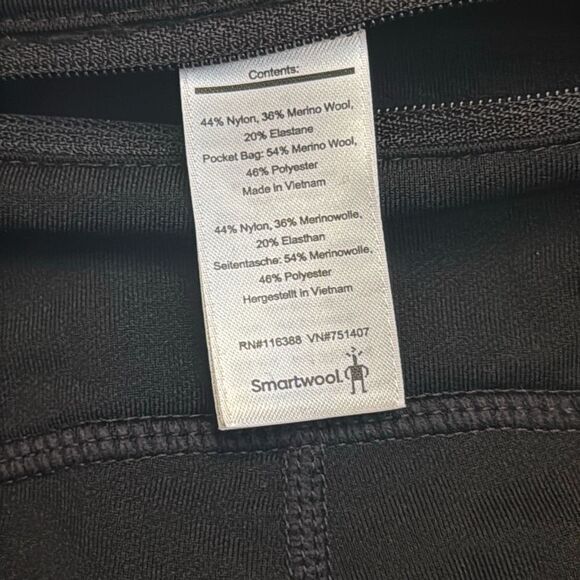 Contents:
44% Nylon, 36% Merino Wool,
20% Elastane
Pocket Bag: 54% Merino Wool,
46% Polyester
Made in Vietnam
44% Nylon, 36% Merinowolle,
20% Elasthan
Seitentasche: 54% Merinowolle,
46% Polyester
Hergestellt in Vietnam
RN#116388 VN#751407
Smartwool